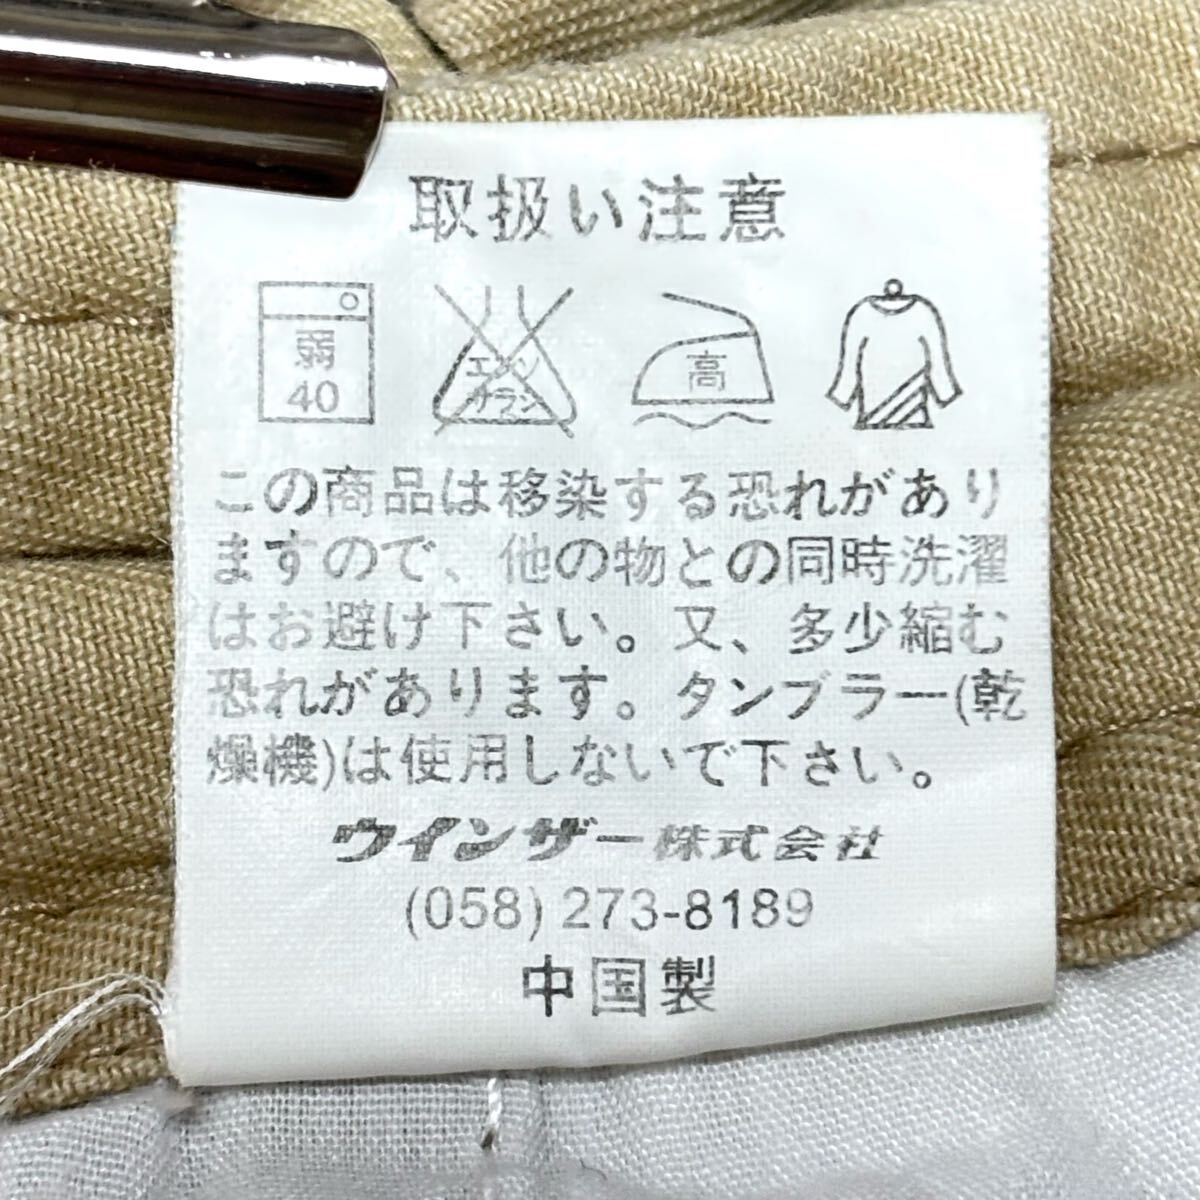 取扱い注意
弱
40
エンソ
サラシ
高
この商品は移染する恐れがあり
ますので、他の物との同時洗濯
はお避け下さい。又、多少縮む
恐れがあります。タンブラー(乾
燥機)は使用しないで下さい。
ウインザー株式会社
(058) 273-8189
中国製